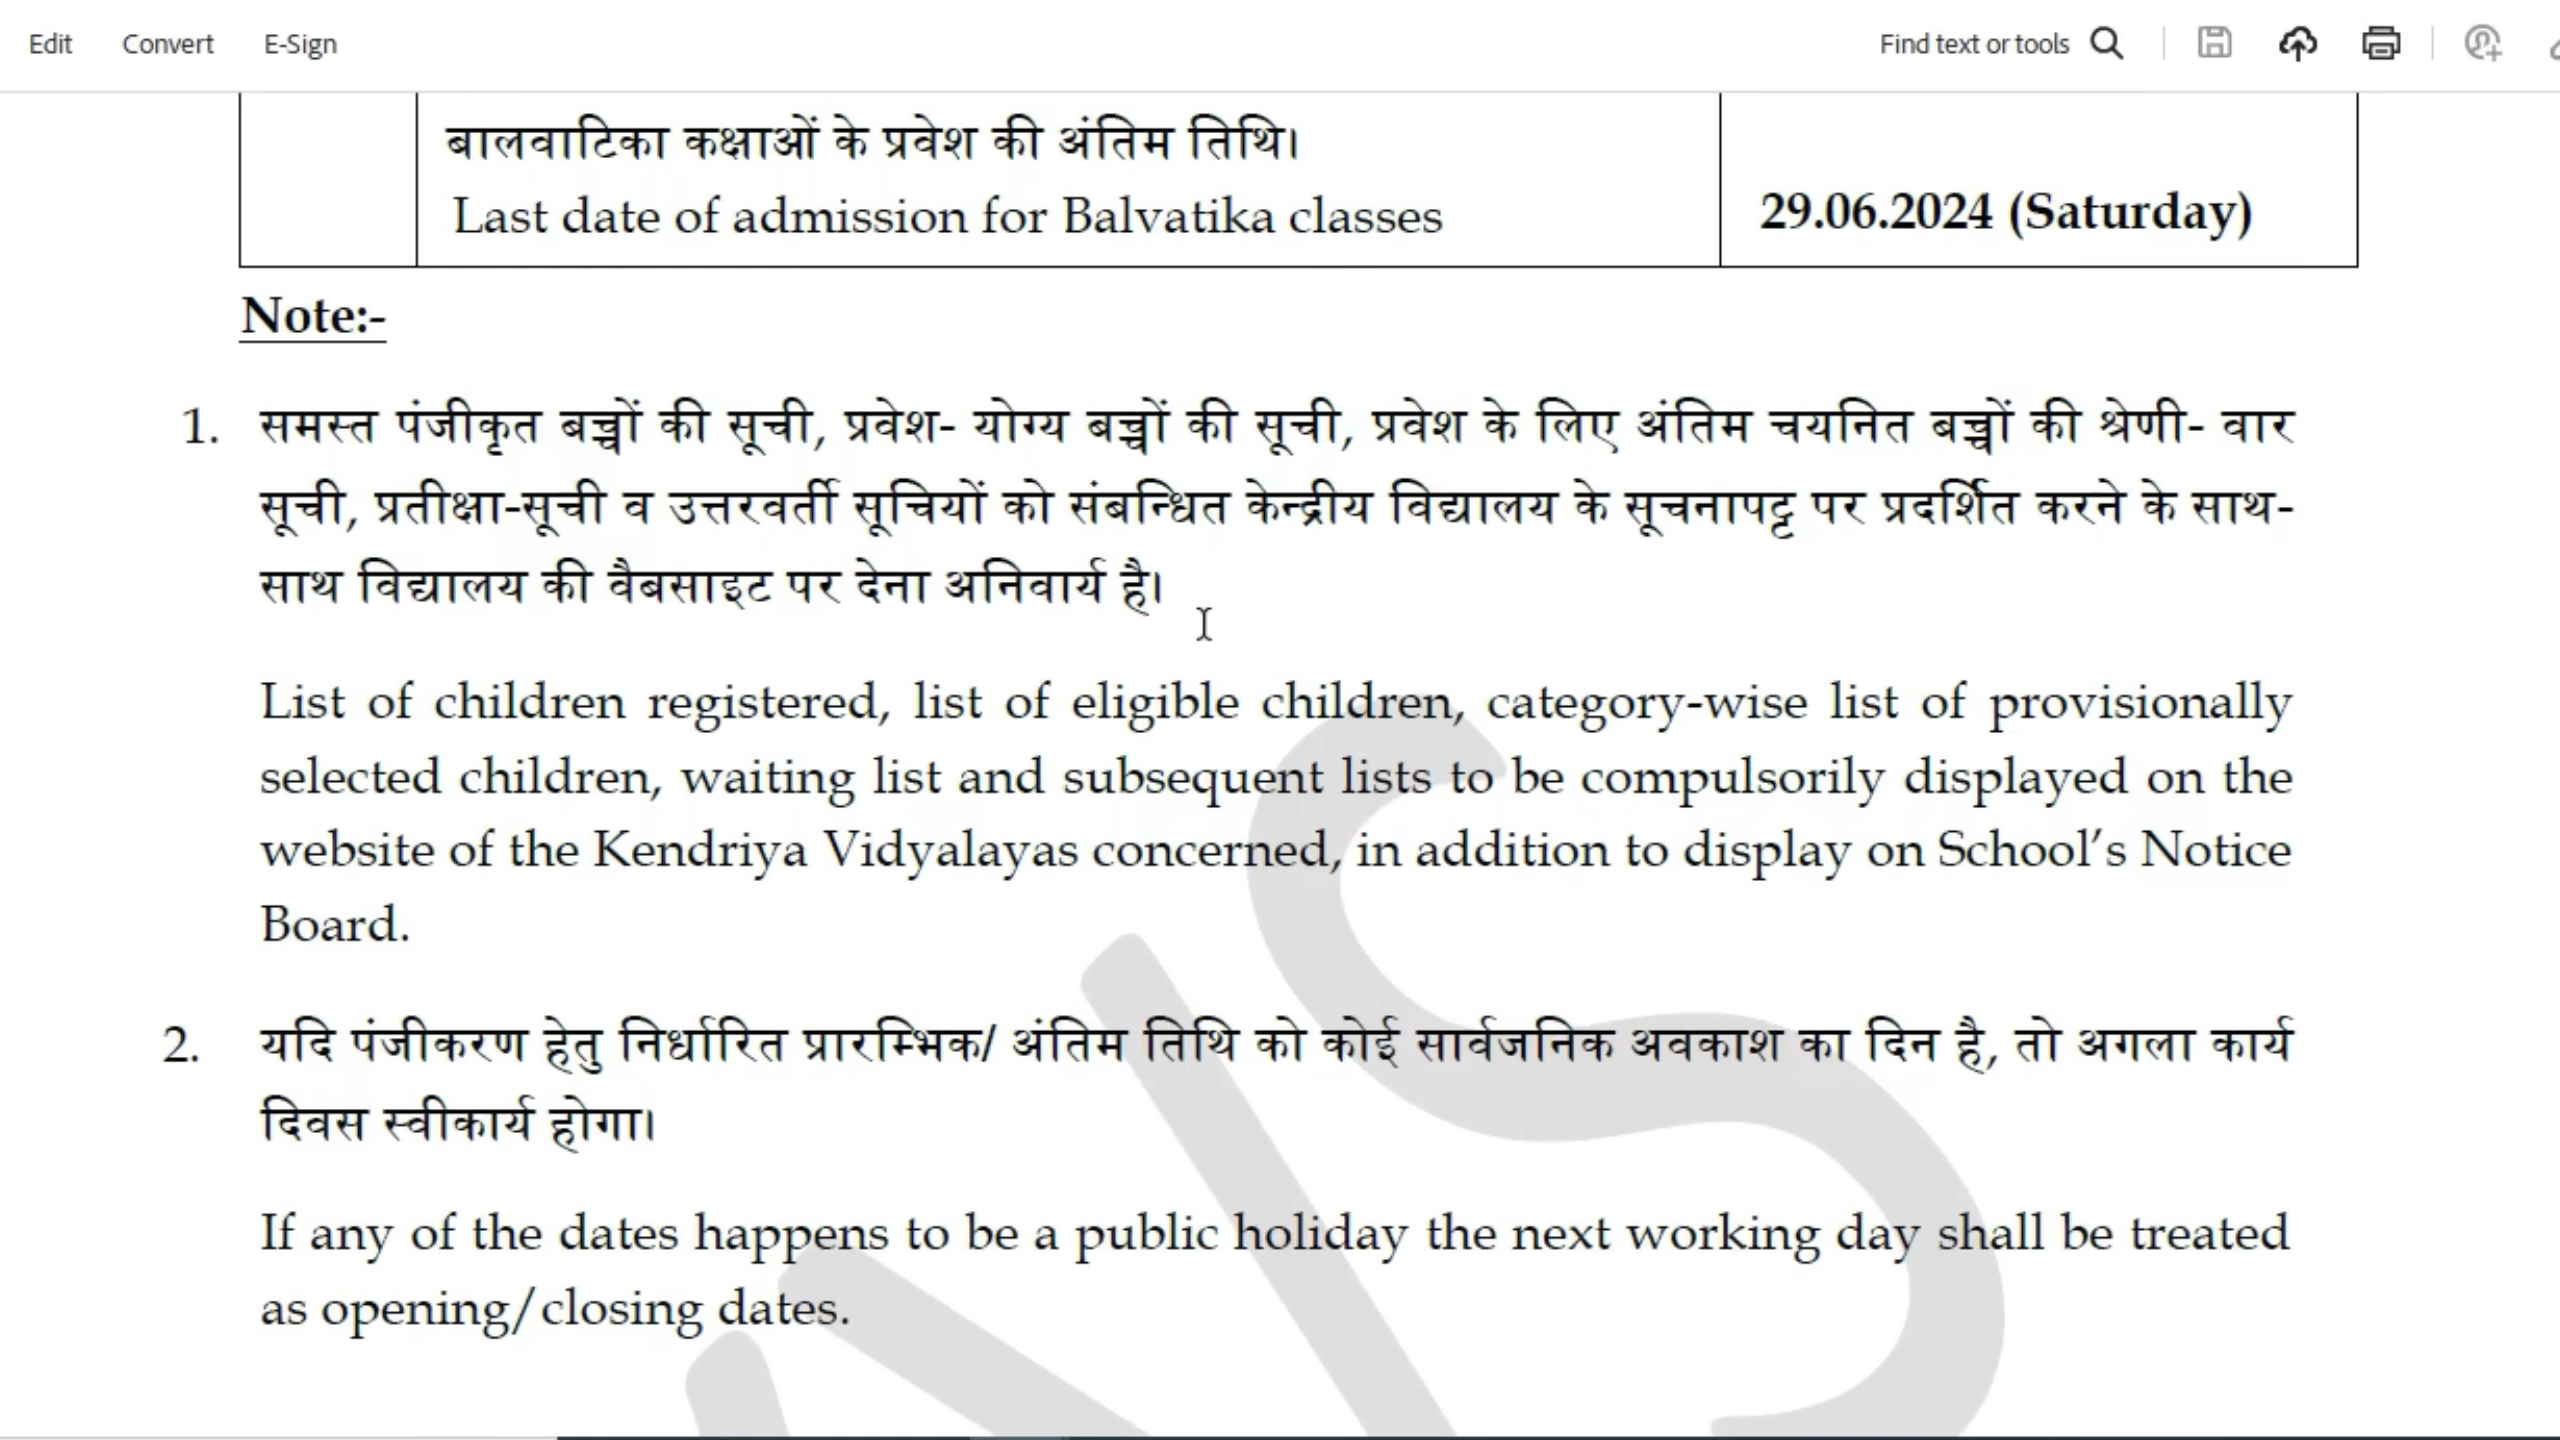 Edit Convert E-Sign Find text or tools
बालवाटिका कक्षाओं के प्रवेश की अंतिम तिथि।
Last date of admission for Balvatika classes 29.06.2024 (Saturday)
Note:-
1. समस्त पंजीकृत बच्चों की सूची, प्रवेश- योग्य बच्चों की सूची, प्रवेश के लिए अंतिम चयनित बच्चों की श्रेणी- वार
सूची, प्रतीक्षा-सूची व उत्तरवर्ती सूचियों को संबन्धित केन्द्रीय विद्यालय के सूचनापट्ट पर प्रदर्शित करने के साथ-
साथ विद्यालय की वैबसाइट पर देना अनिवार्य है।
List of children registered, list of eligible children, category-wise list of provisionally
selected children, waiting list and subsequent lists to be compulsorily displayed on the
website of the Kendriya Vidyalayas concerned, in addition to display on School’s Notice
Board.
2. यदि पंजीकरण हेतु निर्धारित प्रारम्भिक/ अंतिम तिथि को कोई सार्वजनिक अवकाश का दिन है, तो अगला कार्य
दिवस स्वीकार्य होगा।
If any of the dates happens to be a public holiday the next working day shall be treated
as opening/closing dates.